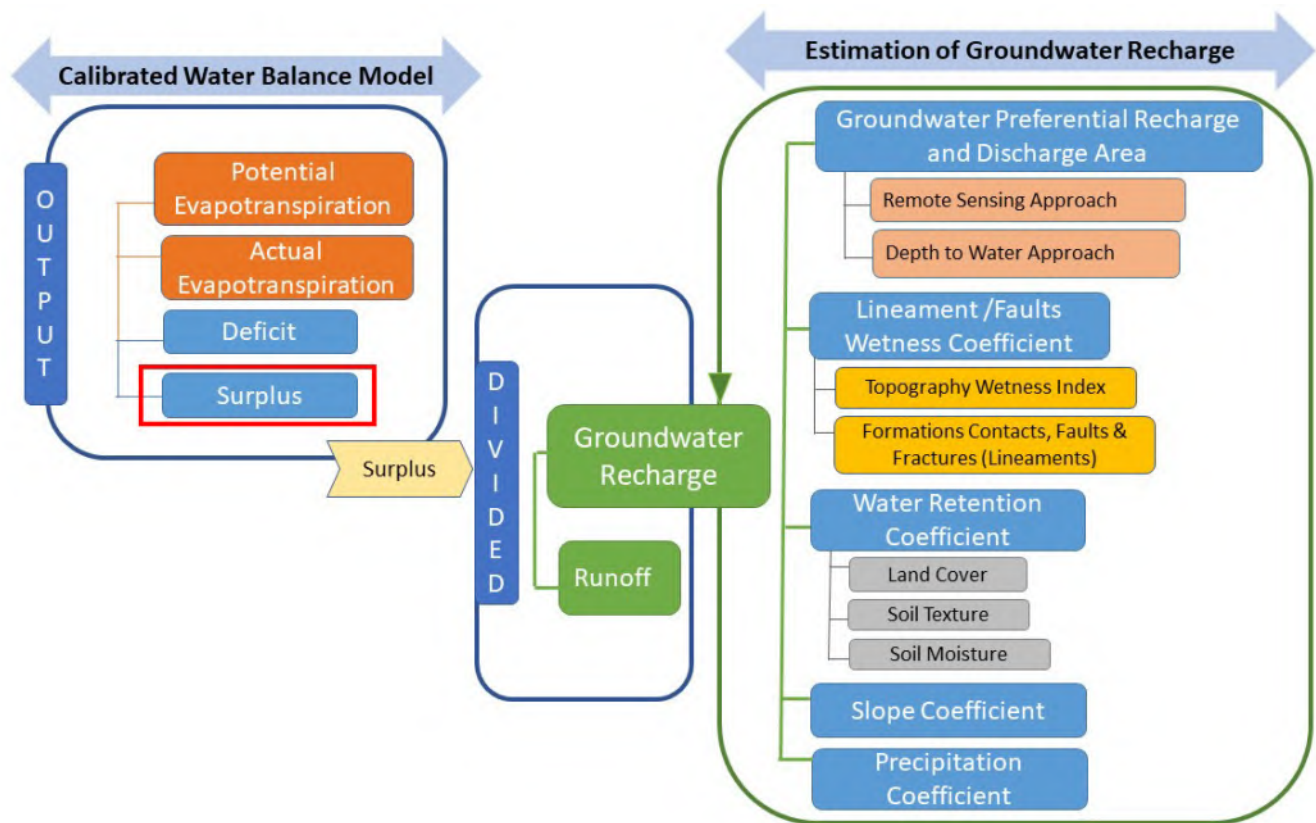 Calibrated Water Balance Model
OUTPUT
Potential
Evapotranspiration
Actual
Evapotranspiration
Deficit
Surplus
Surplus
DIVIDED
Groundwater
Recharge
Runoff
Estimation of Groundwater Recharge
Groundwater Preferential Recharge
and Discharge Area
Remote Sensing Approach
Depth to Water Approach
Lineament /Faults
Wetness Coefficient
Topography Wetness Index
Formations Contacts, Faults &
Fractures (Lineaments)
Water Retention
Coefficient
Land Cover
Soil Texture
Soil Moisture
Slope Coefficient
Precipitation
Coefficient